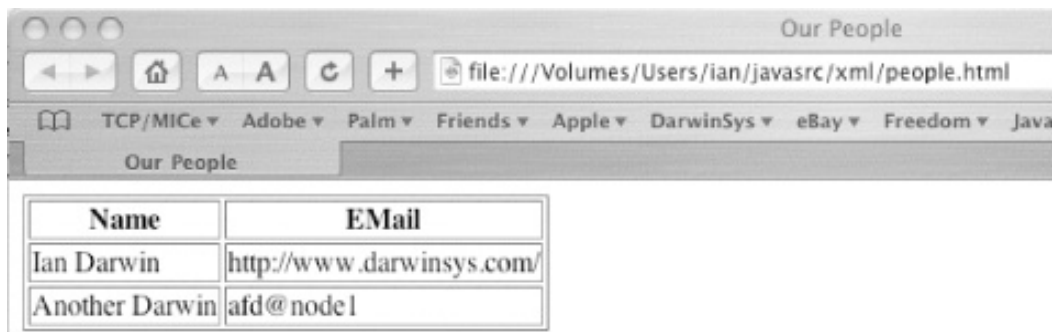 Our People
A A file:///Volumes/Users/ian/javasrc/xml/people.html
TCP/MICe Adobe Palm Friends Apple DarwinSys eBay Freedom Java
Our People
Name EMail
Ian Darwin http://www.darwinsys.com/
Another Darwin afd@node1